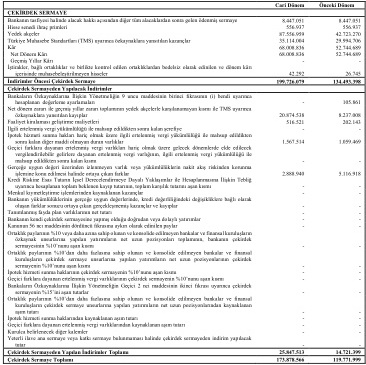 Cari Dönem Önceki Dönem
ÇEKİRDEK SERMAYE
Bankanın tasfiyesi halinde alacak hakkı açısından diğer tüm alacaklardan sonra gelen ödenmiş sermaye 8.447.051 8.447.051
Hisse senedi ihraç primleri 556.937 556.937
Yedek akçeler 87.556.959 42.723.270
Türkiye Muhasebe Standartları (TMS) uyarınca özkaynaklara yansıtılan kazançlar 35.114.004 29.994.706
Kâr 68.008.836 52.744.689
Net Dönem Kârı 68.008.836 52.744.689
Geçmiş Yıllar Kârı - -
İştirakler, bağlı ortaklıklar ve birlikte kontrol edilen ortaklıklardan bedelsiz olarak edinilen ve dönem kârı
içerisinde muhasebeleştirilmeyen hisseler 42.292 26.745
İndirimler Öncesi Çekirdek Sermaye 199.726.079 134.493.398
Çekirdek Sermayeden Yapılacak İndirimler
Bankaların Özkaynaklarına İlişkin Yönetmeliğin 9 uncu maddesinin birinci fıkrasının (i) bendi uyarınca
hesaplanan değerleme ayarlamaları - 105.861
Net dönem zararı ile geçmiş yıllar zararı toplamının yedek akçelerle karşılanamayan kısmı ile TMS uyarınca
özkaynaklara yansıtılan kayıplar 20.874.538 8.237.008
Faaliyet kiralaması geliştirme maliyetleri 516.521 202.143
İlgili ertelenmiş vergi yükümlülüğü ile mahsup edildikten sonra kalan şerefiye - -
İpotek hizmeti sunma hakları hariç olmak üzere ilgili ertelenmiş vergi yükümlülüğü ile mahsup edildikten
sonra kalan diğer maddi olmayan duran varlıklar 1.567.514 1.059.469
Geçici farklara dayanan ertelenmiş vergi varlıkları hariç olmak üzere gelecek dönemlerde elde edilecek
vergilendirilebilir gelirlere dayanan ertelenmiş vergi varlığının, ilgili ertelenmiş vergi yükümlülüğü ile
mahsup edildikten sonra kalan kısmı - -
Gerçeğe uygun değeri üzerinden izlenmeyen varlık veya yükümlülüklerin nakit akış riskinden korunma
işlemine konu edilmesi halinde ortaya çıkan farklar 2.888.940 5.116.918
Kredi Riskine Esas Tutarın İçsel Derecelendirmeye Dayalı Yaklaşımlar ile Hesaplanmasına İlişkin Tebliğ
uyarınca hesaplanan toplam beklenen kayıp tutarının, toplam karşılık tutarını aşan kısmı - -
Menkul kıymetleştirme işlemlerinden kaynaklanan kazançlar - -
Bankanın yükümlülüklerinin gerçeğe uygun değerlerinde, kredi değerliliğindeki değişikliklere bağlı olarak
oluşan farklar sonucu ortaya çıkan gerçekleşmemiş kazançlar ve kayıplar - -
Tanımlanmış fayda plan varlıklarının net tutarı - -
Bankanın kendi çekirdek sermayesine yapmış olduğu doğrudan veya dolaylı yatırımlar - -
Kanunun 56 ncı maddesinin dördüncü fıkrasına aykırı olarak edinilen paylar - -
Ortaklık paylarının %10 veya daha azına sahip olunan ve konsolide edilmeyen bankalar ve finansal kuruluşların
özkaynak unsurlarına yapılan yatırımların net uzun pozisyonları toplamının, bankanın çekirdek
sermayesinin %10'nunu aşan kısmı - -
Ortaklık paylarının %10'dan daha fazlasına sahip olunan ve konsolide edilmeyen bankalar ve finansal
kuruluşların çekirdek sermaye unsurlarına yapılan yatırımların net uzun pozisyonlarının çekirdek
sermayenin %10'nunu aşan kısmı - -
İpotek hizmeti sunma haklarının çekirdek sermayenin %10'nunu aşan kısmı - -
Geçici farklara dayanan ertelenmiş vergi varlıklarının çekirdek sermayenin %10'nunu aşan kısmı - -
Bankaların Özkaynaklarına İlişkin Yönetmeliğin Geçici 2 nci maddesinin ikinci fıkrası uyarınca çekirdek
sermayenin %15'ini aşan tutarlar - -
Ortaklık paylarının %10'dan daha fazlasına sahip olunan ve konsolide edilmeyen bankalar ve finansal
kuruluşların çekirdek sermaye unsurlarına yapılan yatırımların net uzun pozisyonlarından kaynaklanan
aşım tutarı - -
İpotek hizmeti sunma haklarından kaynaklanan aşım tutarı - -
Geçici farklara dayanan ertelenmiş vergi varlıklarından kaynaklanan aşım tutarı - -
Kurulca belirlenecek diğer kalemler - -
Yeterli ilave ana sermaye veya katkı sermaye bulunmaması halinde çekirdek sermayeden indirim yapılacak
tutar - -
Çekirdek Sermayeden Yapılan İndirimler Toplamı 25.847.513 14.721.399
Çekirdek Sermaye Toplamı 173.878.566 119.771.999